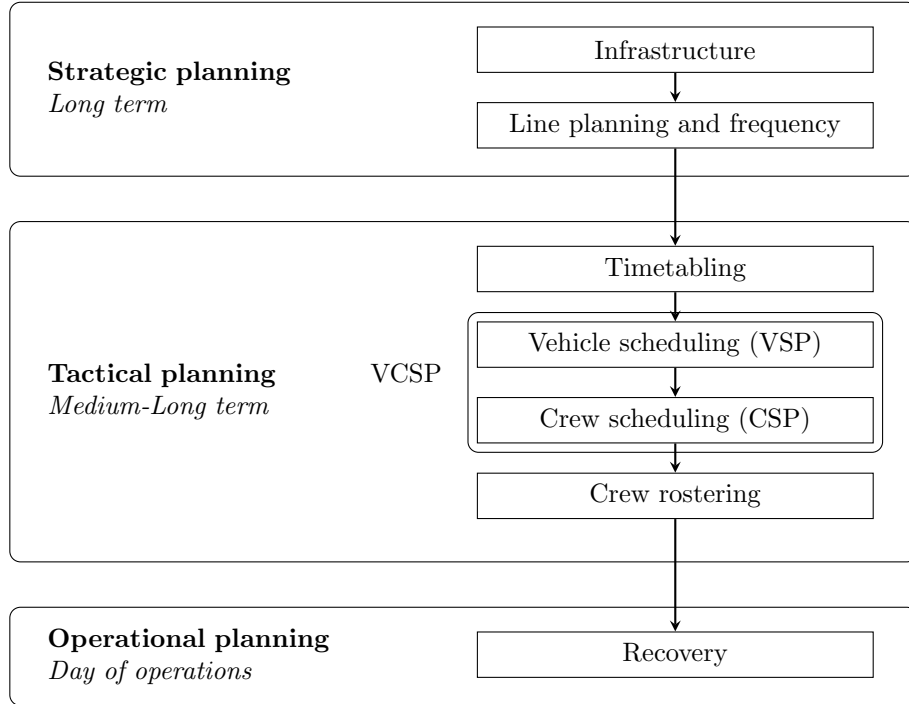 Infrastructure
Strategic planning
Long term
Line planning and frequency
Timetabling
Vehicle scheduling (VSP)
Tactical planning
VCSP
Medium-Long term
Crew scheduling (CSP)
Crew rostering
Operational planning
Recovery
Day of operations